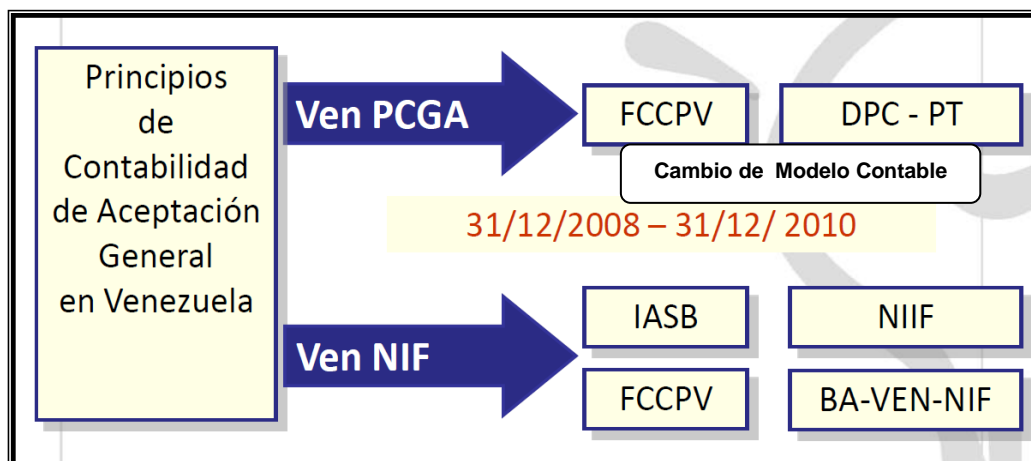 Principios
de
Contabilidad
de Aceptación
General
en Venezuela
Ven PCGA
FCCPV
DPC - PT
Cambio de Modelo Contable
31/12/2008 – 31/12/ 2010
Ven NIF
IASB
NIIF
FCCPV
BA-VEN-NIF